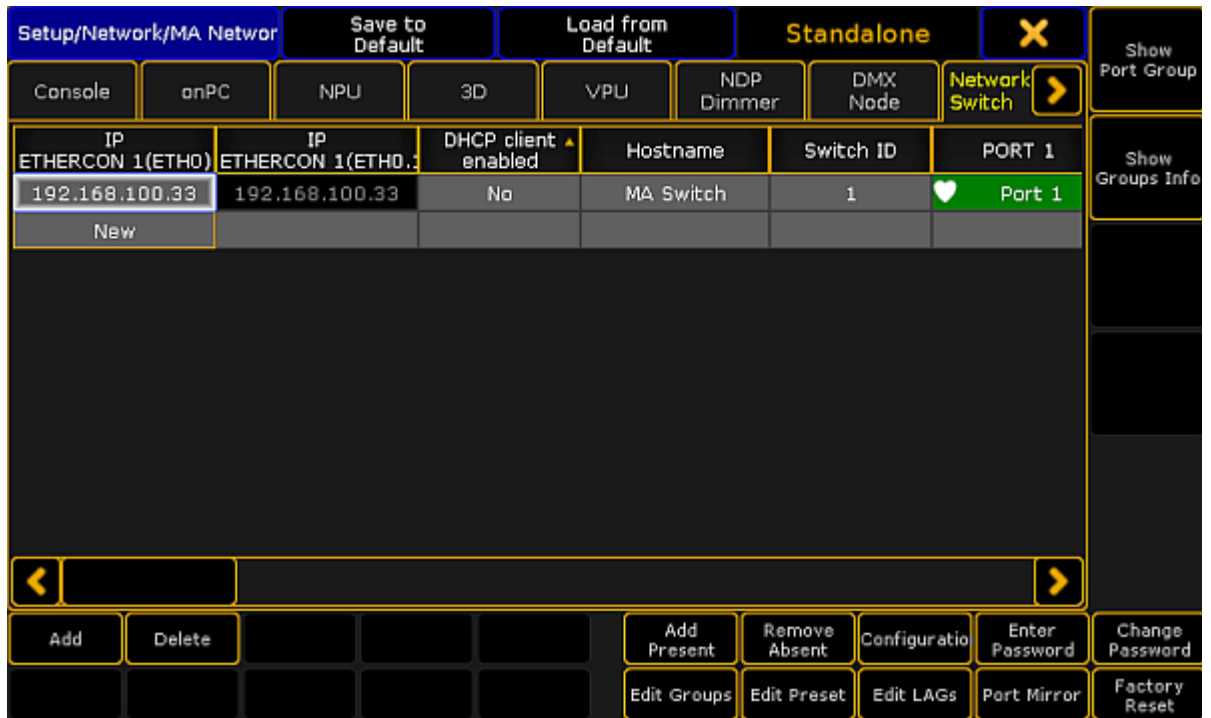 Setup/Network/MA Networ
Save to
Default
Load from
Default
Standalone
Show
Port Group
Console
onPC
NPU
3D
VPU
NDP
Dimmer
DMX
Node
Network
Switch
IP
ETHERCON 1(ETH0)
IP
ETHERCON 1(ETH0.:
DHCP client
enabled
Hostname
Switch ID
PORT 1
Show
Groups Info
192.168.100.33
192.168.100.33
No
MA Switch
1
Port 1
New
Add
Delete
Add
Present
Remove
Absent
Configuratio
Enter
Password
Change
Password
Edit Groups
Edit Preset
Edit LAGs
Port Mirror
Factory
Reset